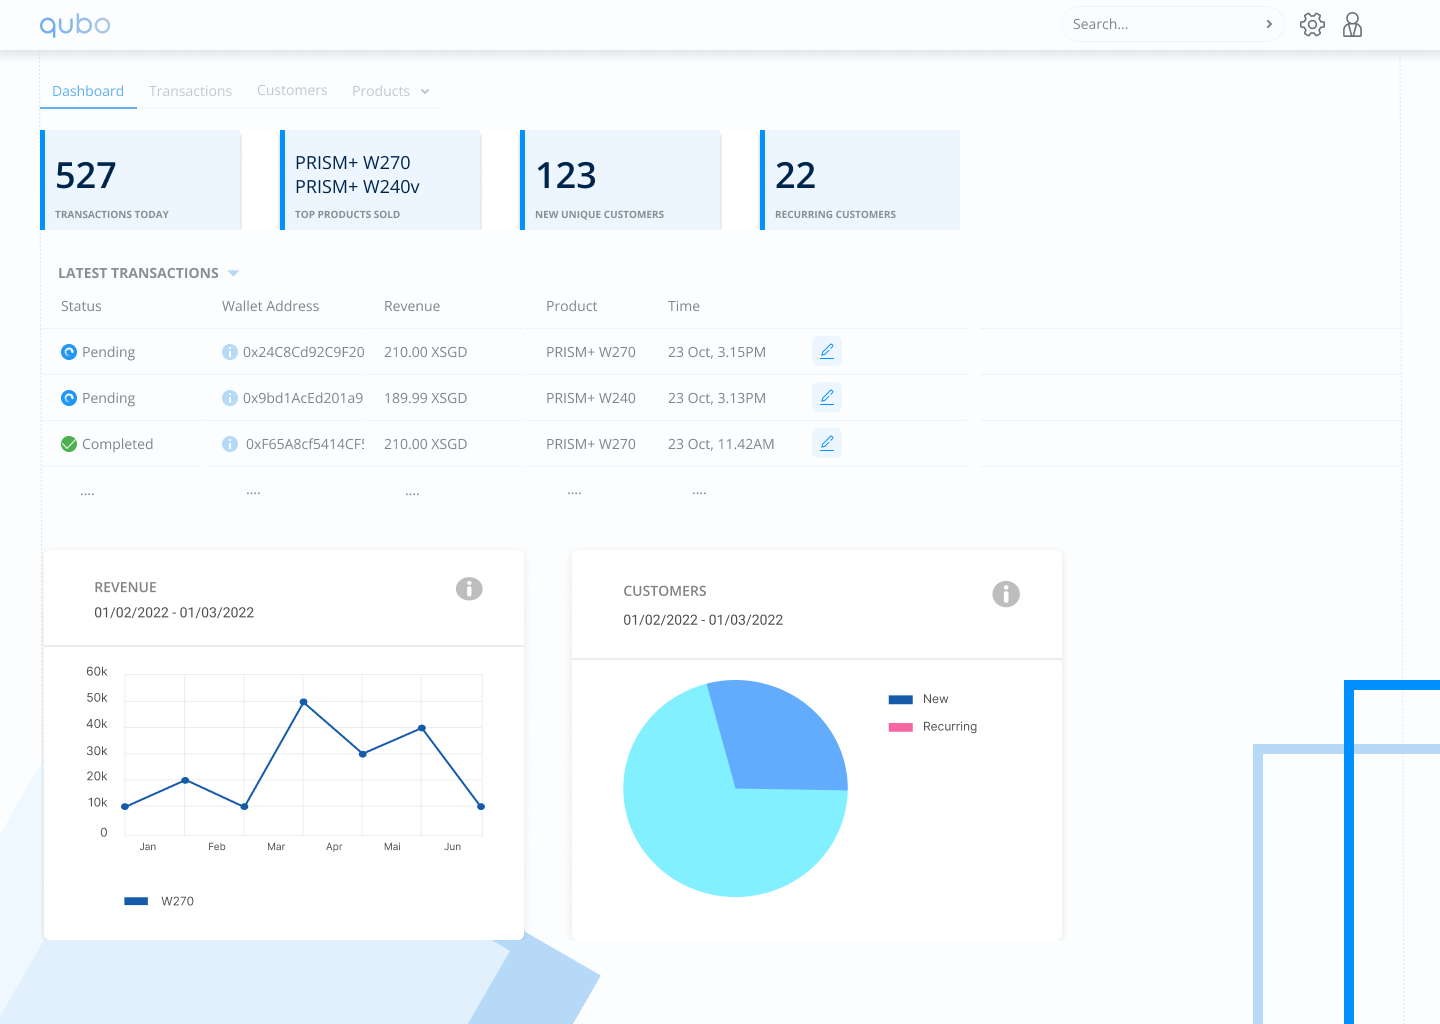 qubo
Search...
Dashboard Transactions Customers Products
527
TRANSACTIONS TODAY
PRISM+ W270
PRISM+ W240v
TOP PRODUCTS SOLD
123
NEW UNIQUE CUSTOMERS
22
RECURRING CUSTOMERS
LATEST TRANSACTIONS
Status Wallet Address Revenue Product Time
Pending 0x24C8Cd92C9F20 210.00 XSGD PRISM+ W270 23 Oct, 3.15PM
Pending 0x9bd1AcEd201a9 189.99 XSGD PRISM+ W240 23 Oct, 3.13PM
Completed 0xF65A8cf5414CF 210.00 XSGD PRISM+ W270 23 Oct, 11.42AM
.... .... .... .... ....
REVENUE
01/02/2022 - 01/03/2022
60k
50k
40k
30k
20k
10k
0
Jan Feb Mar Apr Mai Jun
W270
CUSTOMERS
01/02/2022 - 01/03/2022
New
Recurring